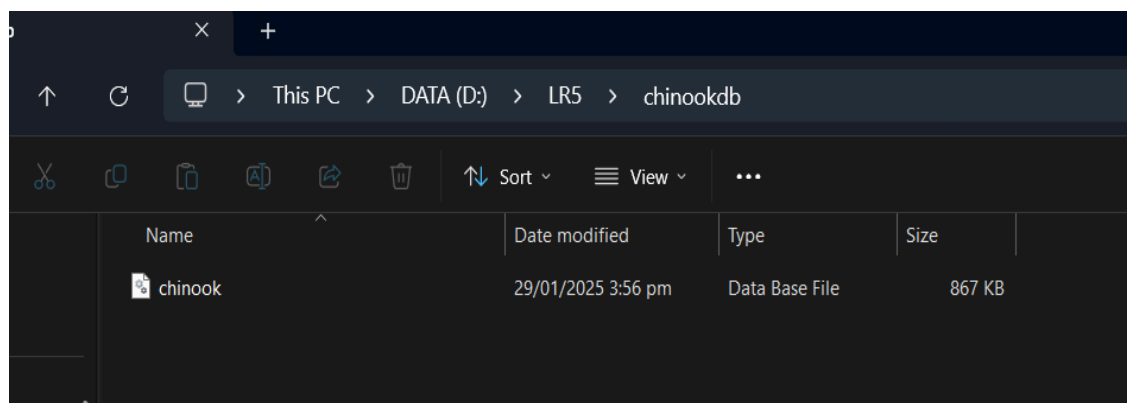 This PC > DATA (D:) > LR5 > chinookdb
Sort View
Name Date modified Type Size
chinook 29/01/2025 3:56 pm Data Base File 867 KB